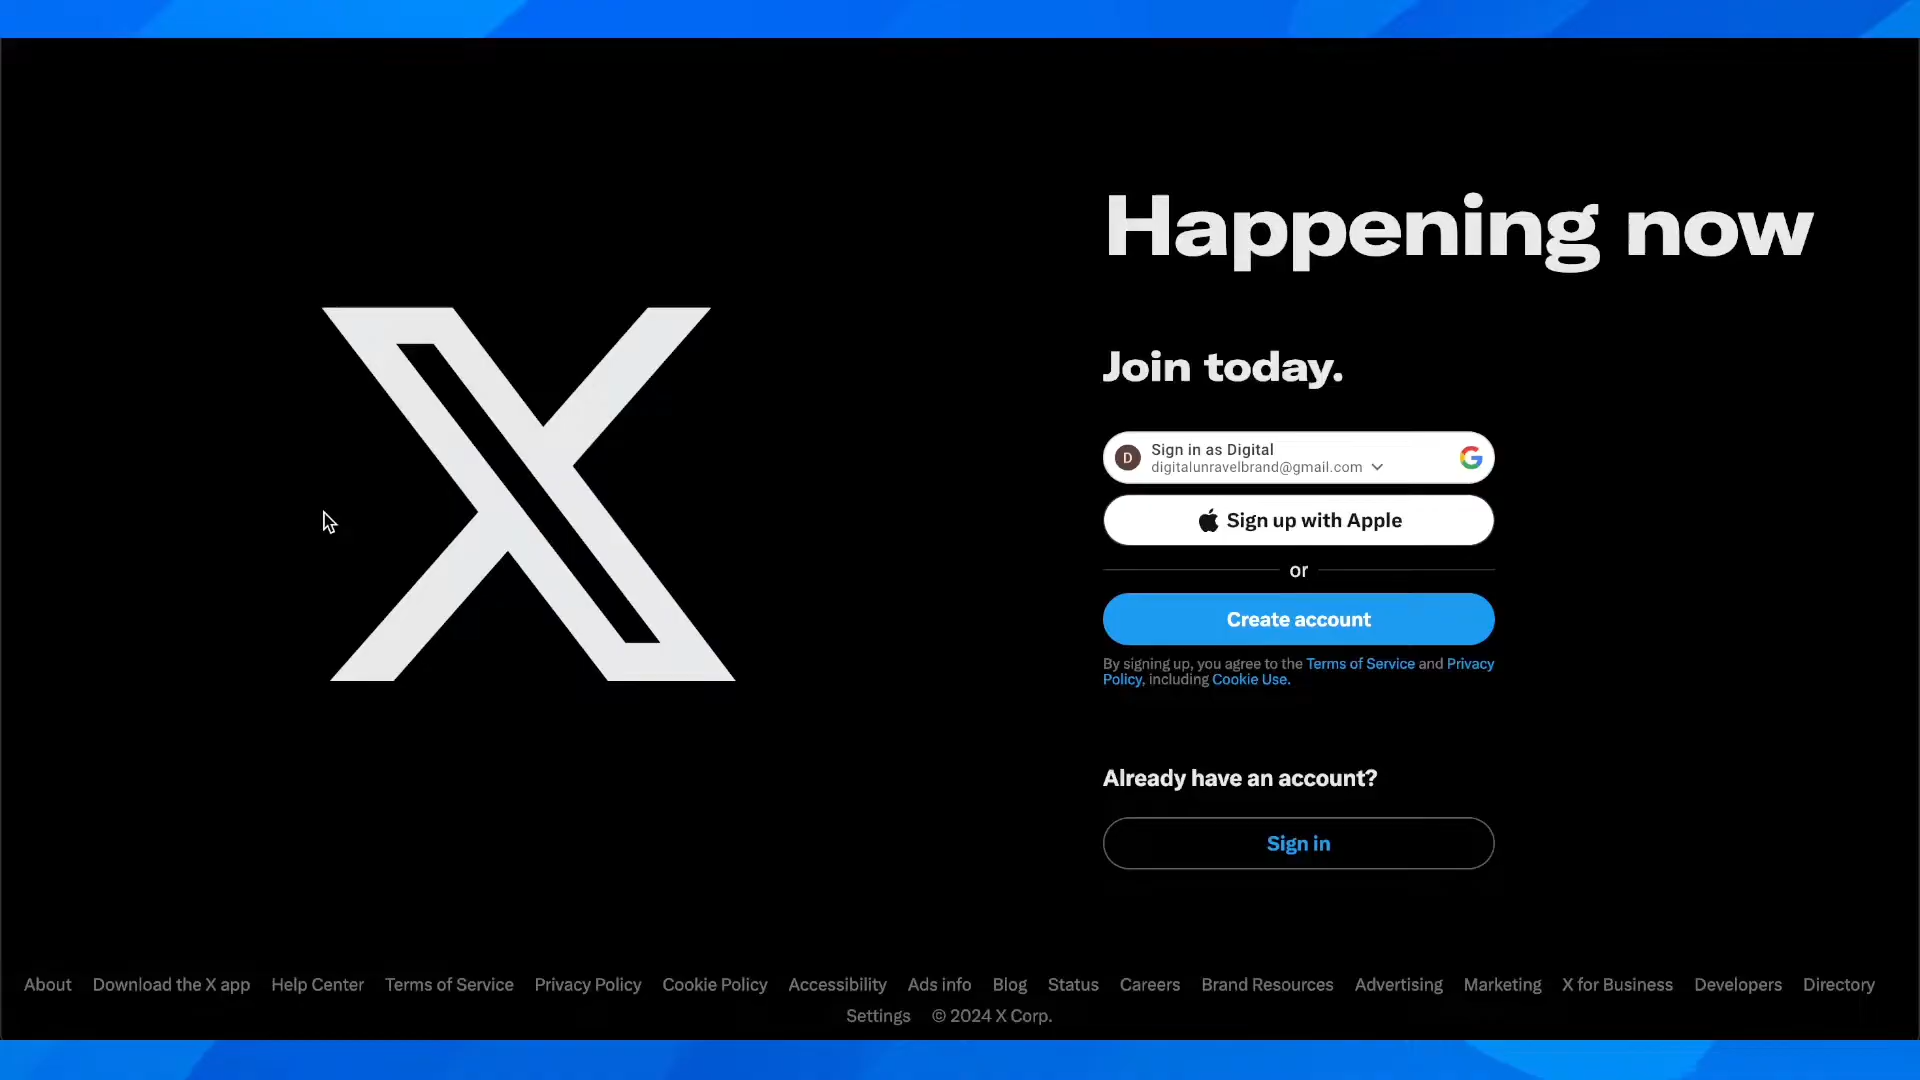 Happening now
Join today.
D
Sign in as Digital
digitalunravelbrand@gmail.com
Sign up with Apple
or
Create account
By signing up, you agree to the Terms of Service and Privacy
Policy, including Cookie Use.
Already have an account?
Sign in
About Download the X app Help Center Terms of Service Privacy Policy Cookie Policy Accessibility Ads info Blog Status Careers Brand Resources Advertising Marketing X for Business Developers Directory
Settings © 2024 X Corp.